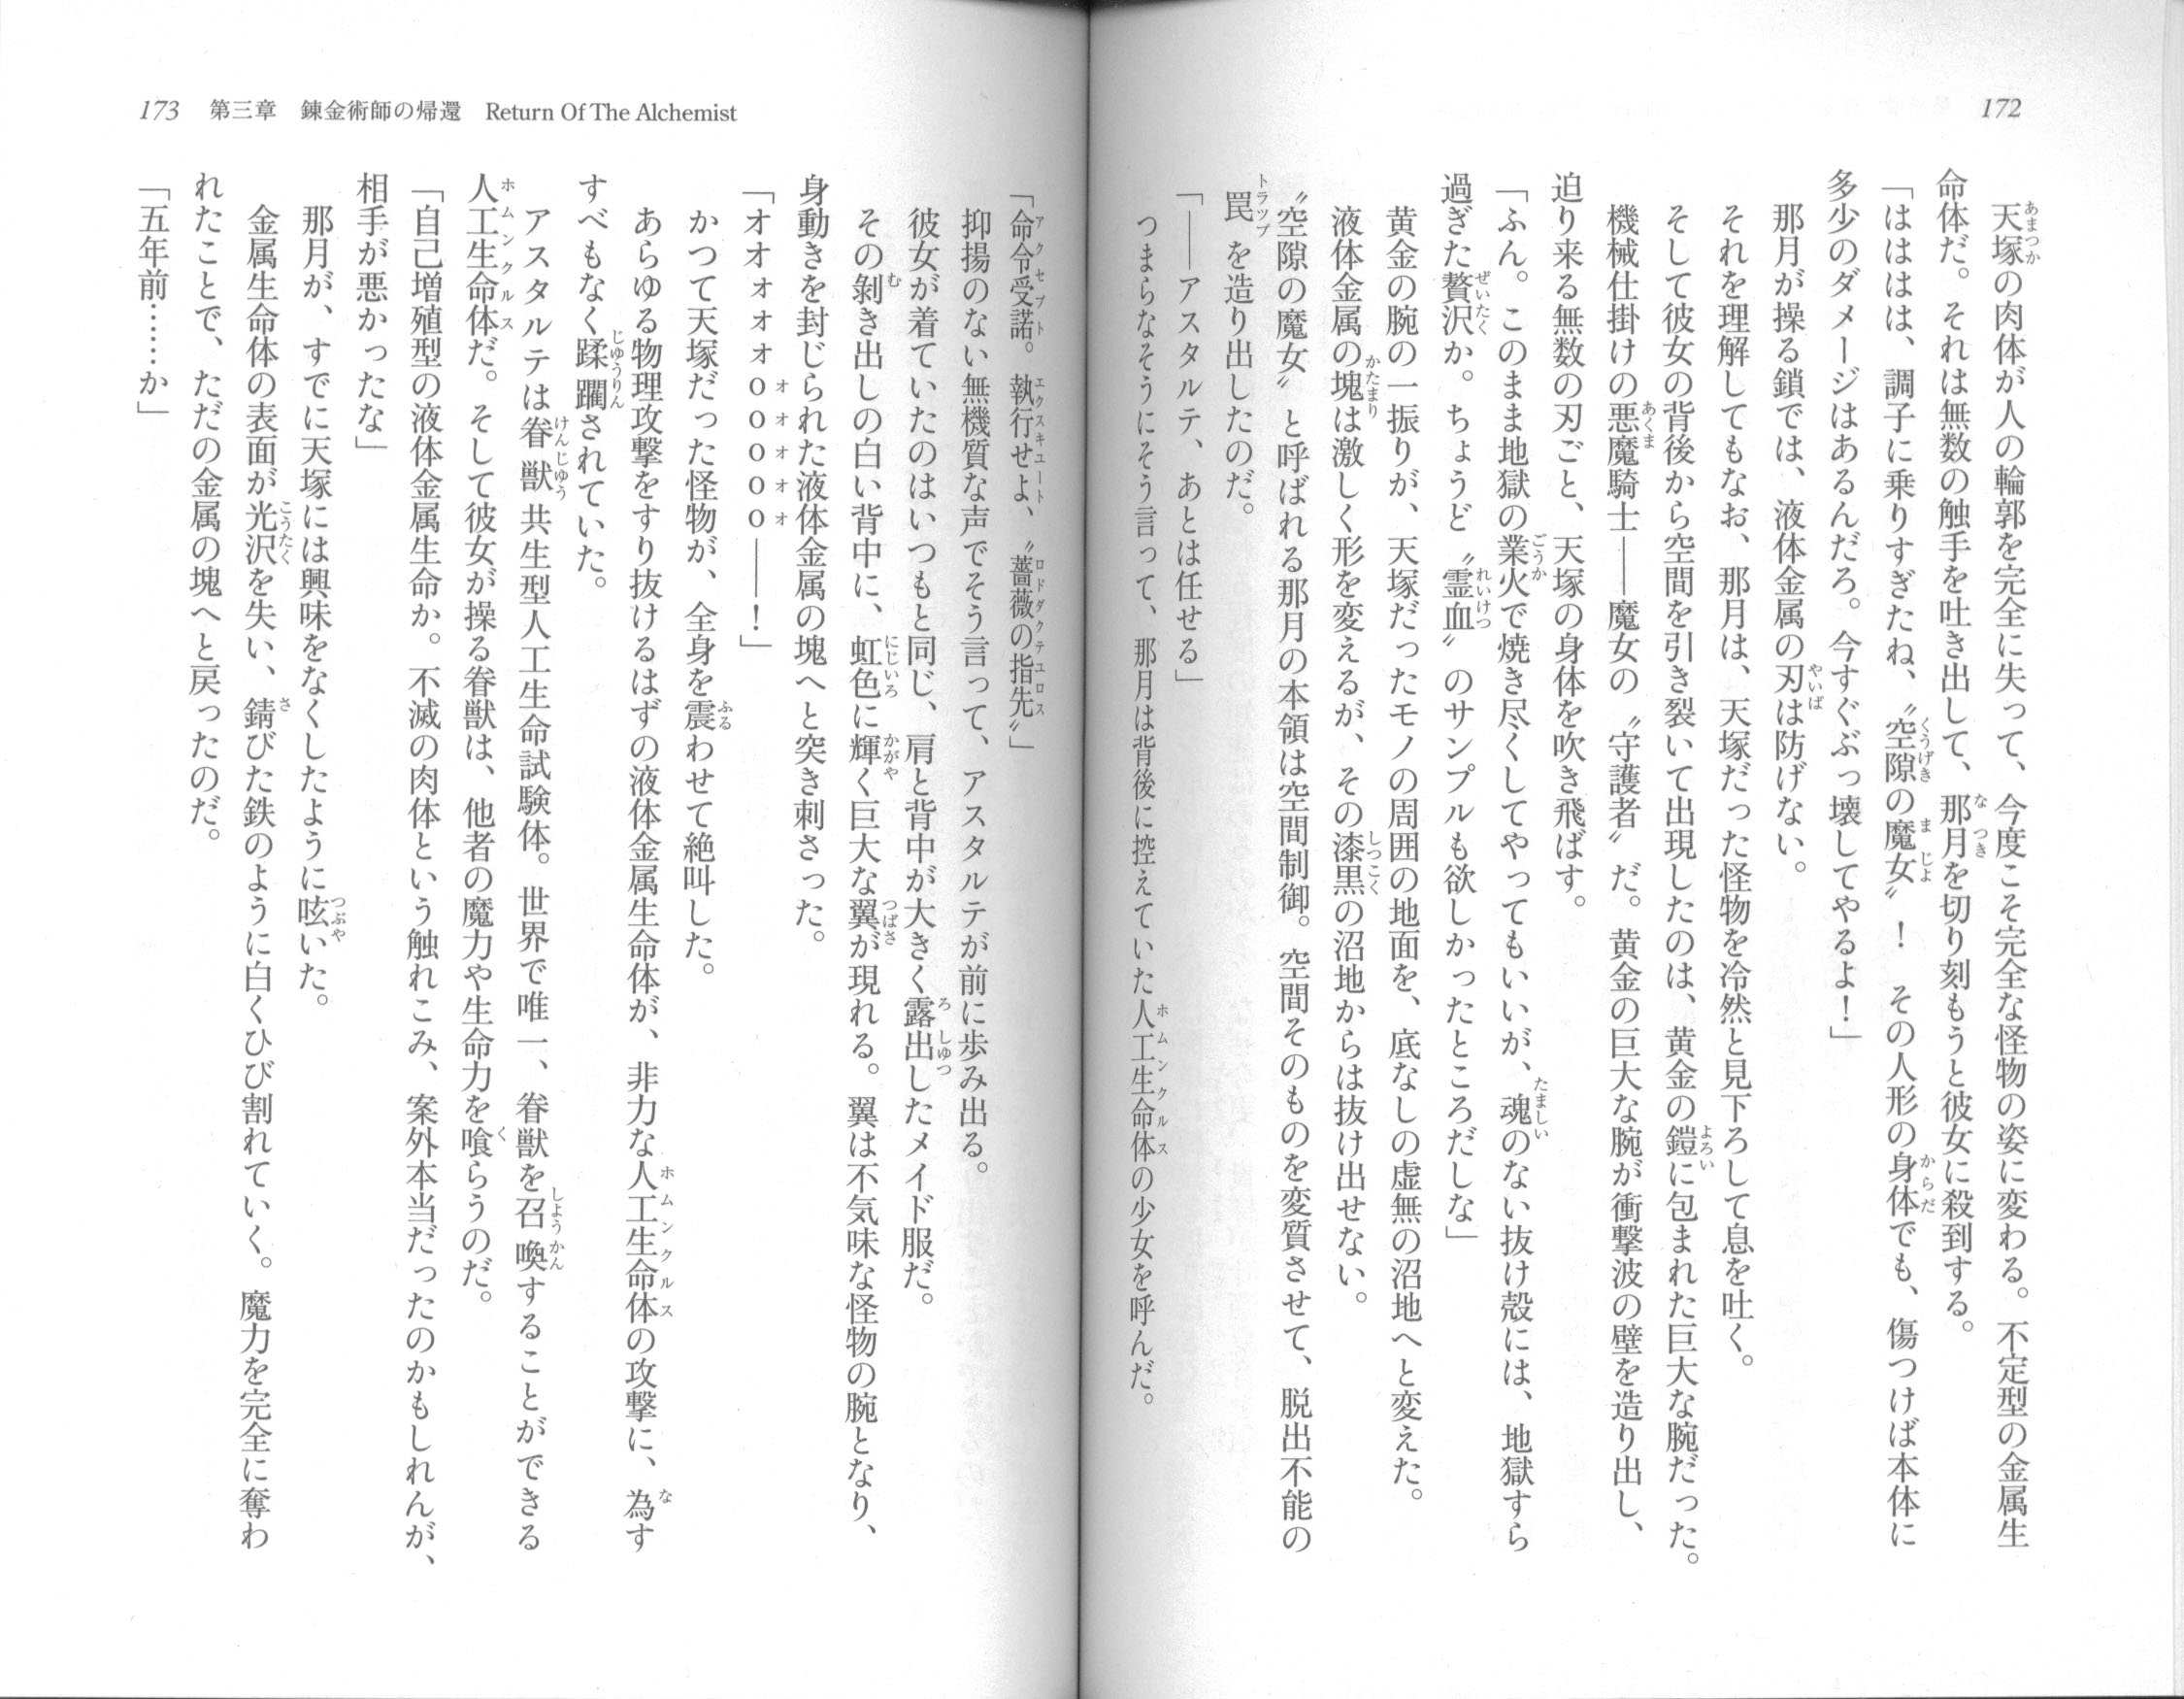 172
天塚の肉体が人の輪郭を完全に失って、今度こそ完全な怪物の姿に変わる。不定型の金属生
命体だ。それは無数の触手を吐き出して、那月を切り刻もうと彼女に殺到する。
「はははは、調子に乗りすぎたね、〝空隙の魔女〟！　その人形の身体でも、傷つけば本体に
多少のダメージはあるんだろ。今すぐぶっ壊してやるよ！」
那月が操る鎖では、液体金属の刃は防げない。
それを理解してもなお、那月は、天塚だった怪物を冷然と見下ろして息を吐く。
そして彼女の背後から空間を引き裂いて出現したのは、黄金の鎧に包まれた巨大な腕だった。
機械仕掛けの悪魔騎士――魔女の〝守護者〟だ。黄金の巨大な腕が衝撃波の壁を造り出し、
迫り来る無数の刃ごと、天塚の身体を吹き飛ばす。
「ふん。このまま地獄の業火で焼き尽くしてやってもいいが、魂のない抜け殻には、地獄すら
過ぎた贅沢か。ちょうど〝霊血〟のサンプルも欲しかったところだしな」
黄金の腕の一振りが、天塚だったモノの周囲の地面を、底なしの虚無の沼地へと変えた。
液体金属の塊は激しく形を変えるが、その漆黒の沼地からは抜け出せない。
〝空隙の魔女〟と呼ばれる那月の本領は空間制御。空間そのものを変質させて、脱出不能の
罠を造り出したのだ。
「――アスタルテ、あとは任せる」
つまらなそうにそう言って、那月は背後に控えていた人工生命体の少女を呼んだ。
173　第三章　錬金術師の帰還　Return Of The Alchemist
「命令受諾。執行せよ、〝薔薇の指先〟」
抑揚のない無機質な声でそう言って、アスタルテが前に歩み出る。
彼女が着ていたのはいつもと同じ、肩と背中が大きく露出したメイド服だ。
その剝き出しの白い背中に、虹色に輝く巨大な翼が現れる。翼は不気味な怪物の腕となり、
身動きを封じられた液体金属の塊へと突き刺さった。
「オオォォォooooo――！」
かつて天塚だった怪物が、全身を震わせて絶叫した。
あらゆる物理攻撃をすり抜けるはずの液体金属生命体が、非力な人工生命体の攻撃に、為す
すべもなく蹂躙されていた。
アスタルテは眷獣共生型人工生命試験体。世界で唯一、眷獣を召喚することができる
人工生命体だ。そして彼女が操る眷獣は、他者の魔力や生命力を喰らうのだ。
「自己増殖型の液体金属生命か。不滅の肉体という触れこみ、案外本当だったのかもしれんが、
相手が悪かったな」
那月が、すでに天塚には興味をなくしたように呟いた。
金属生命体の表面が光沢を失い、錆びた鉄のように白くひび割れていく。魔力を完全に奪わ
れたことで、ただの金属の塊へと戻ったのだ。
「五年前……か」